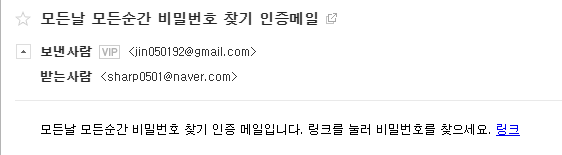 모든날 모든순간 비밀번호 찾기 인증메일
보낸사람 VIP <jin050192@gmail.com>
받는사람 <sharp0501@naver.com>
모든날 모든순간 비밀번호 찾기 인증 메일입니다. 링크를 눌러 비밀번호를 찾으세요. 링크